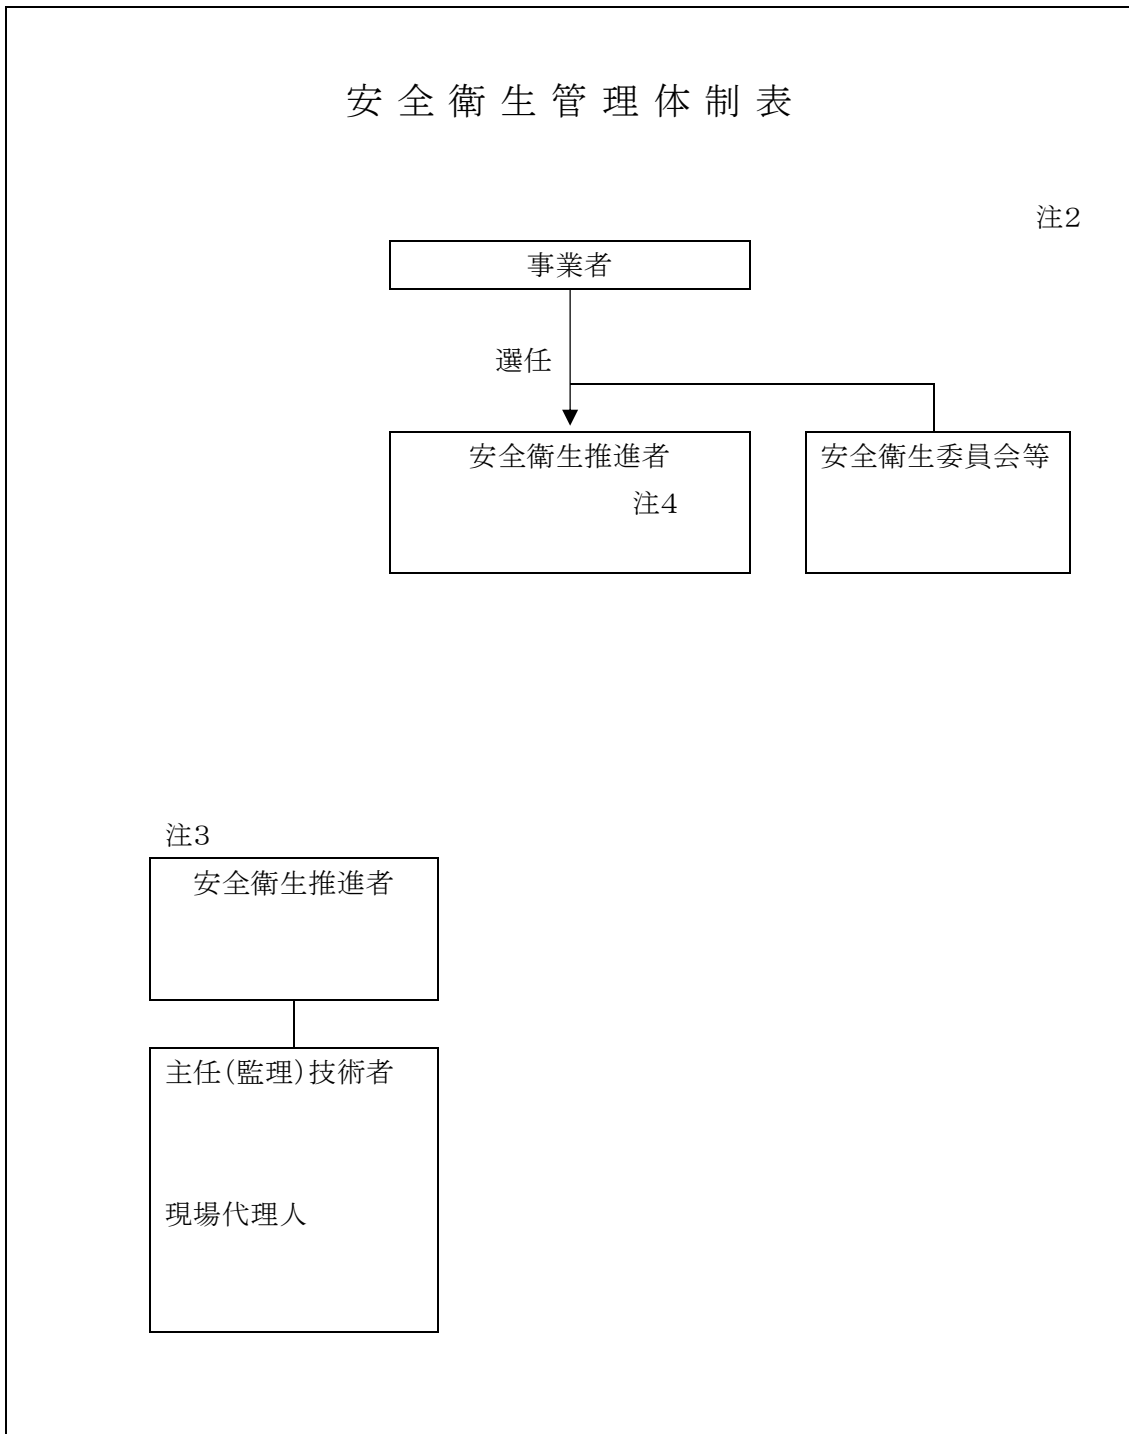 安全衛生管理体制表
注2
事業者
選任
安全衛生推進者
注4
安全衛生委員会等
注3
安全衛生推進者
主任(監理)技術者
現場代理人